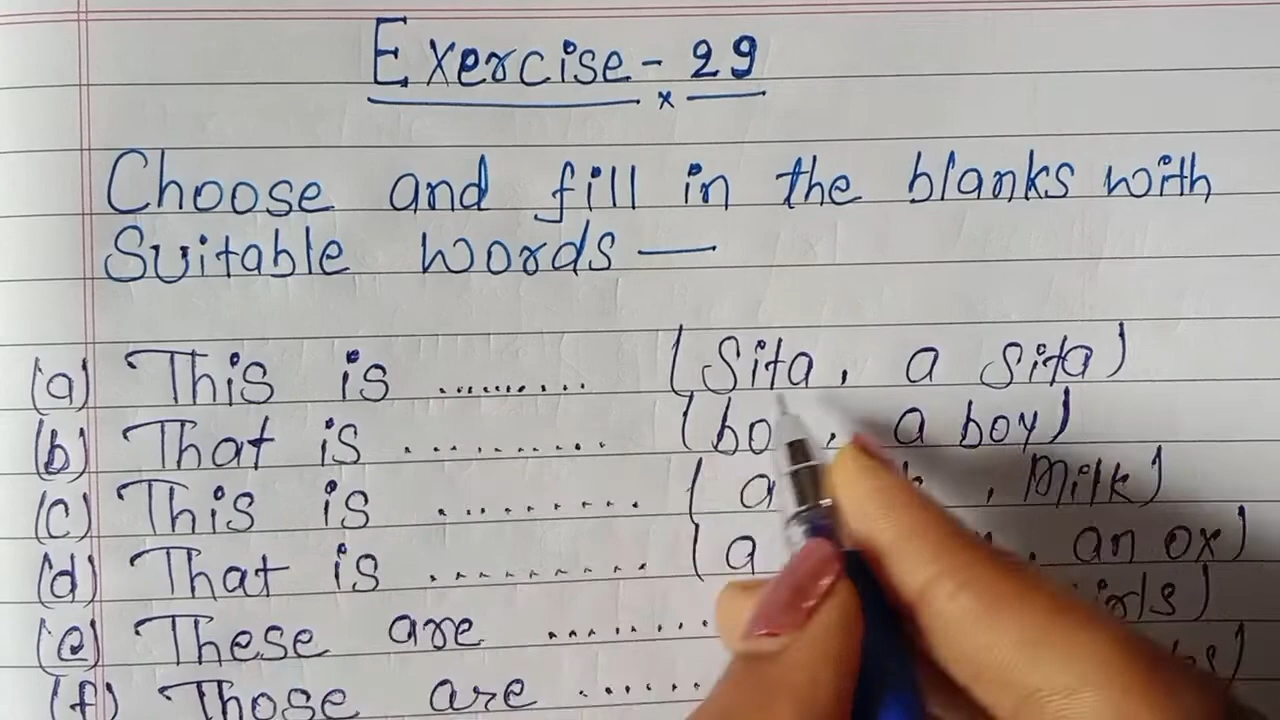 Exercise - 29
Choose and fill in the blanks with
Suitable words —
(a) This is .......... (Sita, a Sita)
(b) That is .......... (bo , a boy)
(c) This is .......... (a , Milk)
(d) That is .......... (a , an ox)
(e) These are ........
(f) Those are .......